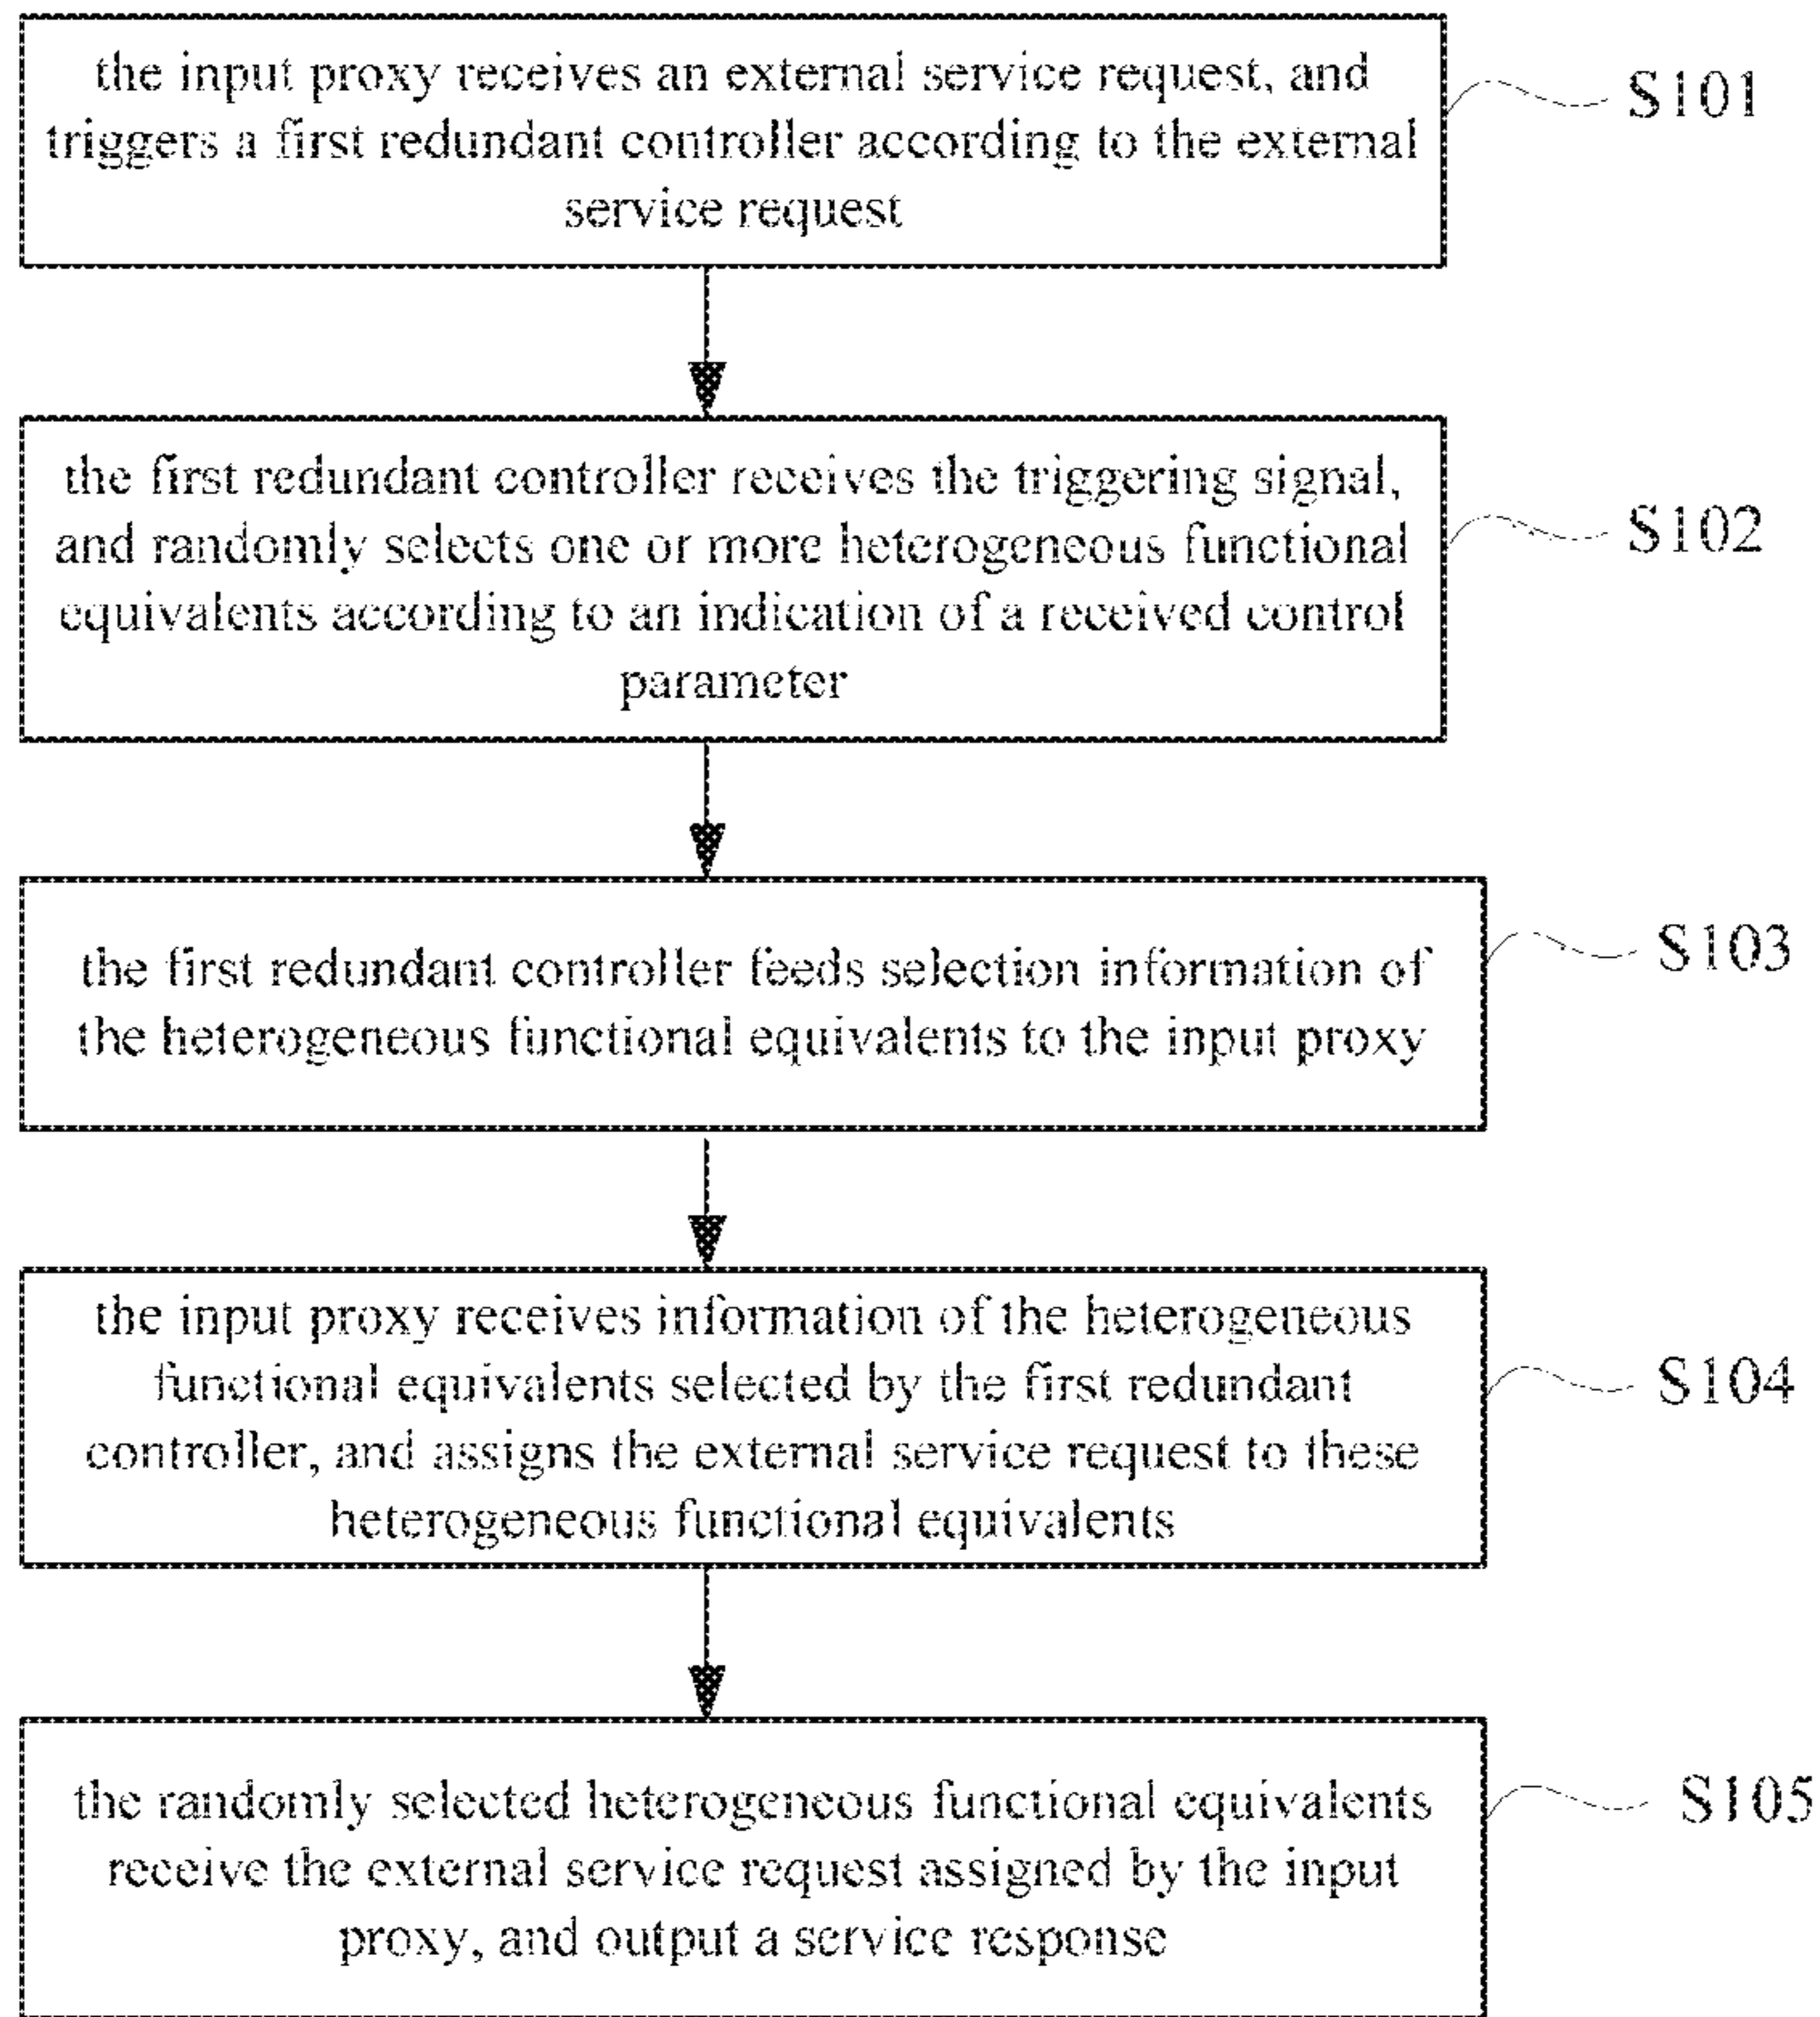 the input proxy receives an external service request, and
triggers a first redundant controller according to the external
service request
S101
the first redundant controller receives the triggering signal,
and randomly selects one or more heterogeneous functional
equivalents according to an indication of a received control
parameter
S102
the first redundant controller feeds selection information of
the heterogeneous functional equivalents to the input proxy
S103
the input proxy receives information of the heterogeneous
functional equivalents selected by the first redundant
controller, and assigns the external service request to these
heterogeneous functional equivalents
S104
the randomly selected heterogeneous functional equivalents
receive the external service request assigned by the input
proxy, and output a service response
S105